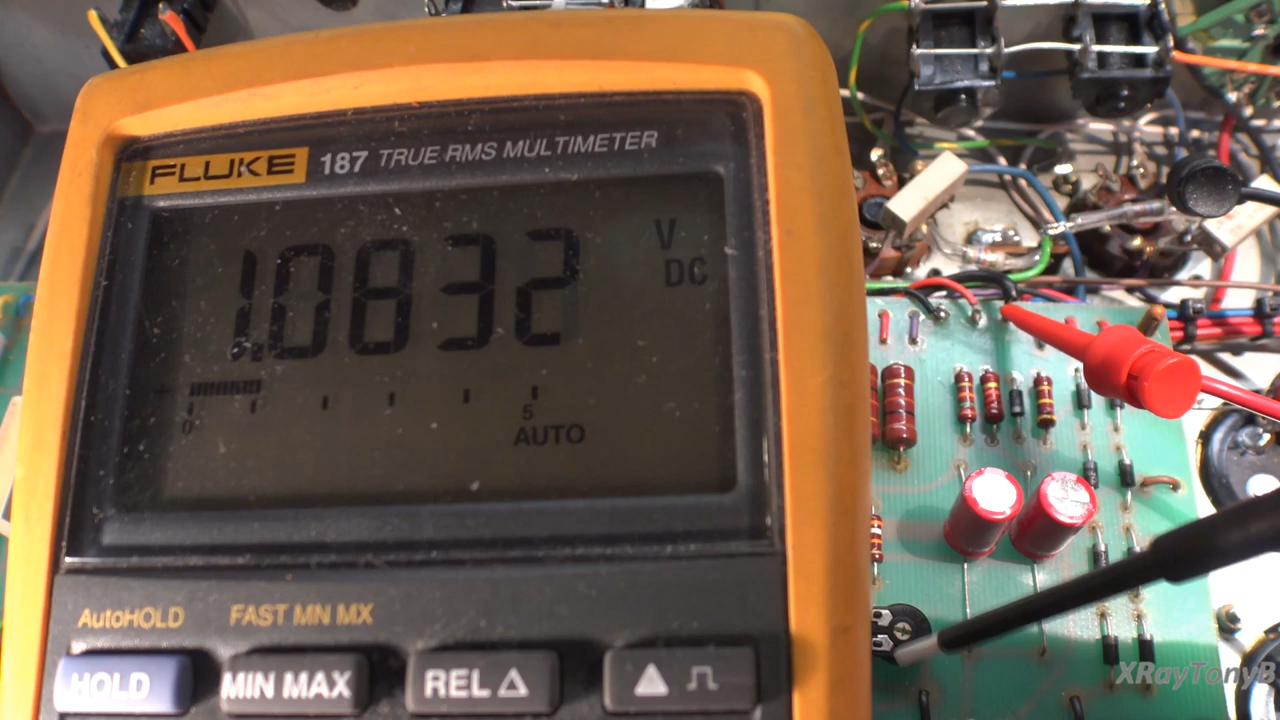 FLUKE 187 TRUE RMS MULTIMETER
1.0832 V DC
0 5
AUTO
AutoHOLD FAST MN MX
HOLD MIN MAX REL △
XRayTonyB